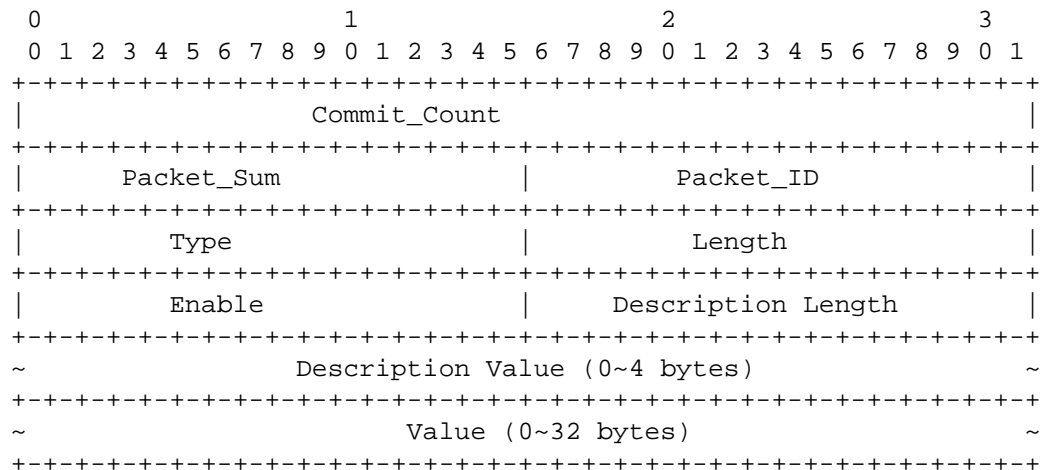 0                   1                   2                   3
0 1 2 3 4 5 6 7 8 9 0 1 2 3 4 5 6 7 8 9 0 1 2 3 4 5 6 7 8 9 0 1
+-+-+-+-+-+-+-+-+-+-+-+-+-+-+-+-+-+-+-+-+-+-+-+-+-+-+-+-+-+-+-+-+
|                  Commit_Count                                 |
+-+-+-+-+-+-+-+-+-+-+-+-+-+-+-+-+-+-+-+-+-+-+-+-+-+-+-+-+-+-+-+-+
|      Packet_Sum               |         Packet_ID             |
+-+-+-+-+-+-+-+-+-+-+-+-+-+-+-+-+-+-+-+-+-+-+-+-+-+-+-+-+-+-+-+-+
|         Type                  |          Length               |
+-+-+-+-+-+-+-+-+-+-+-+-+-+-+-+-+-+-+-+-+-+-+-+-+-+-+-+-+-+-+-+-+
|         Enable                |     Description Length        |
+-+-+-+-+-+-+-+-+-+-+-+-+-+-+-+-+-+-+-+-+-+-+-+-+-+-+-+-+-+-+-+-+
~                 Description Value (0~4 bytes)                 ~
+-+-+-+-+-+-+-+-+-+-+-+-+-+-+-+-+-+-+-+-+-+-+-+-+-+-+-+-+-+-+-+-+
~                        Value (0~32 bytes)                     ~
+-+-+-+-+-+-+-+-+-+-+-+-+-+-+-+-+-+-+-+-+-+-+-+-+-+-+-+-+-+-+-+-+